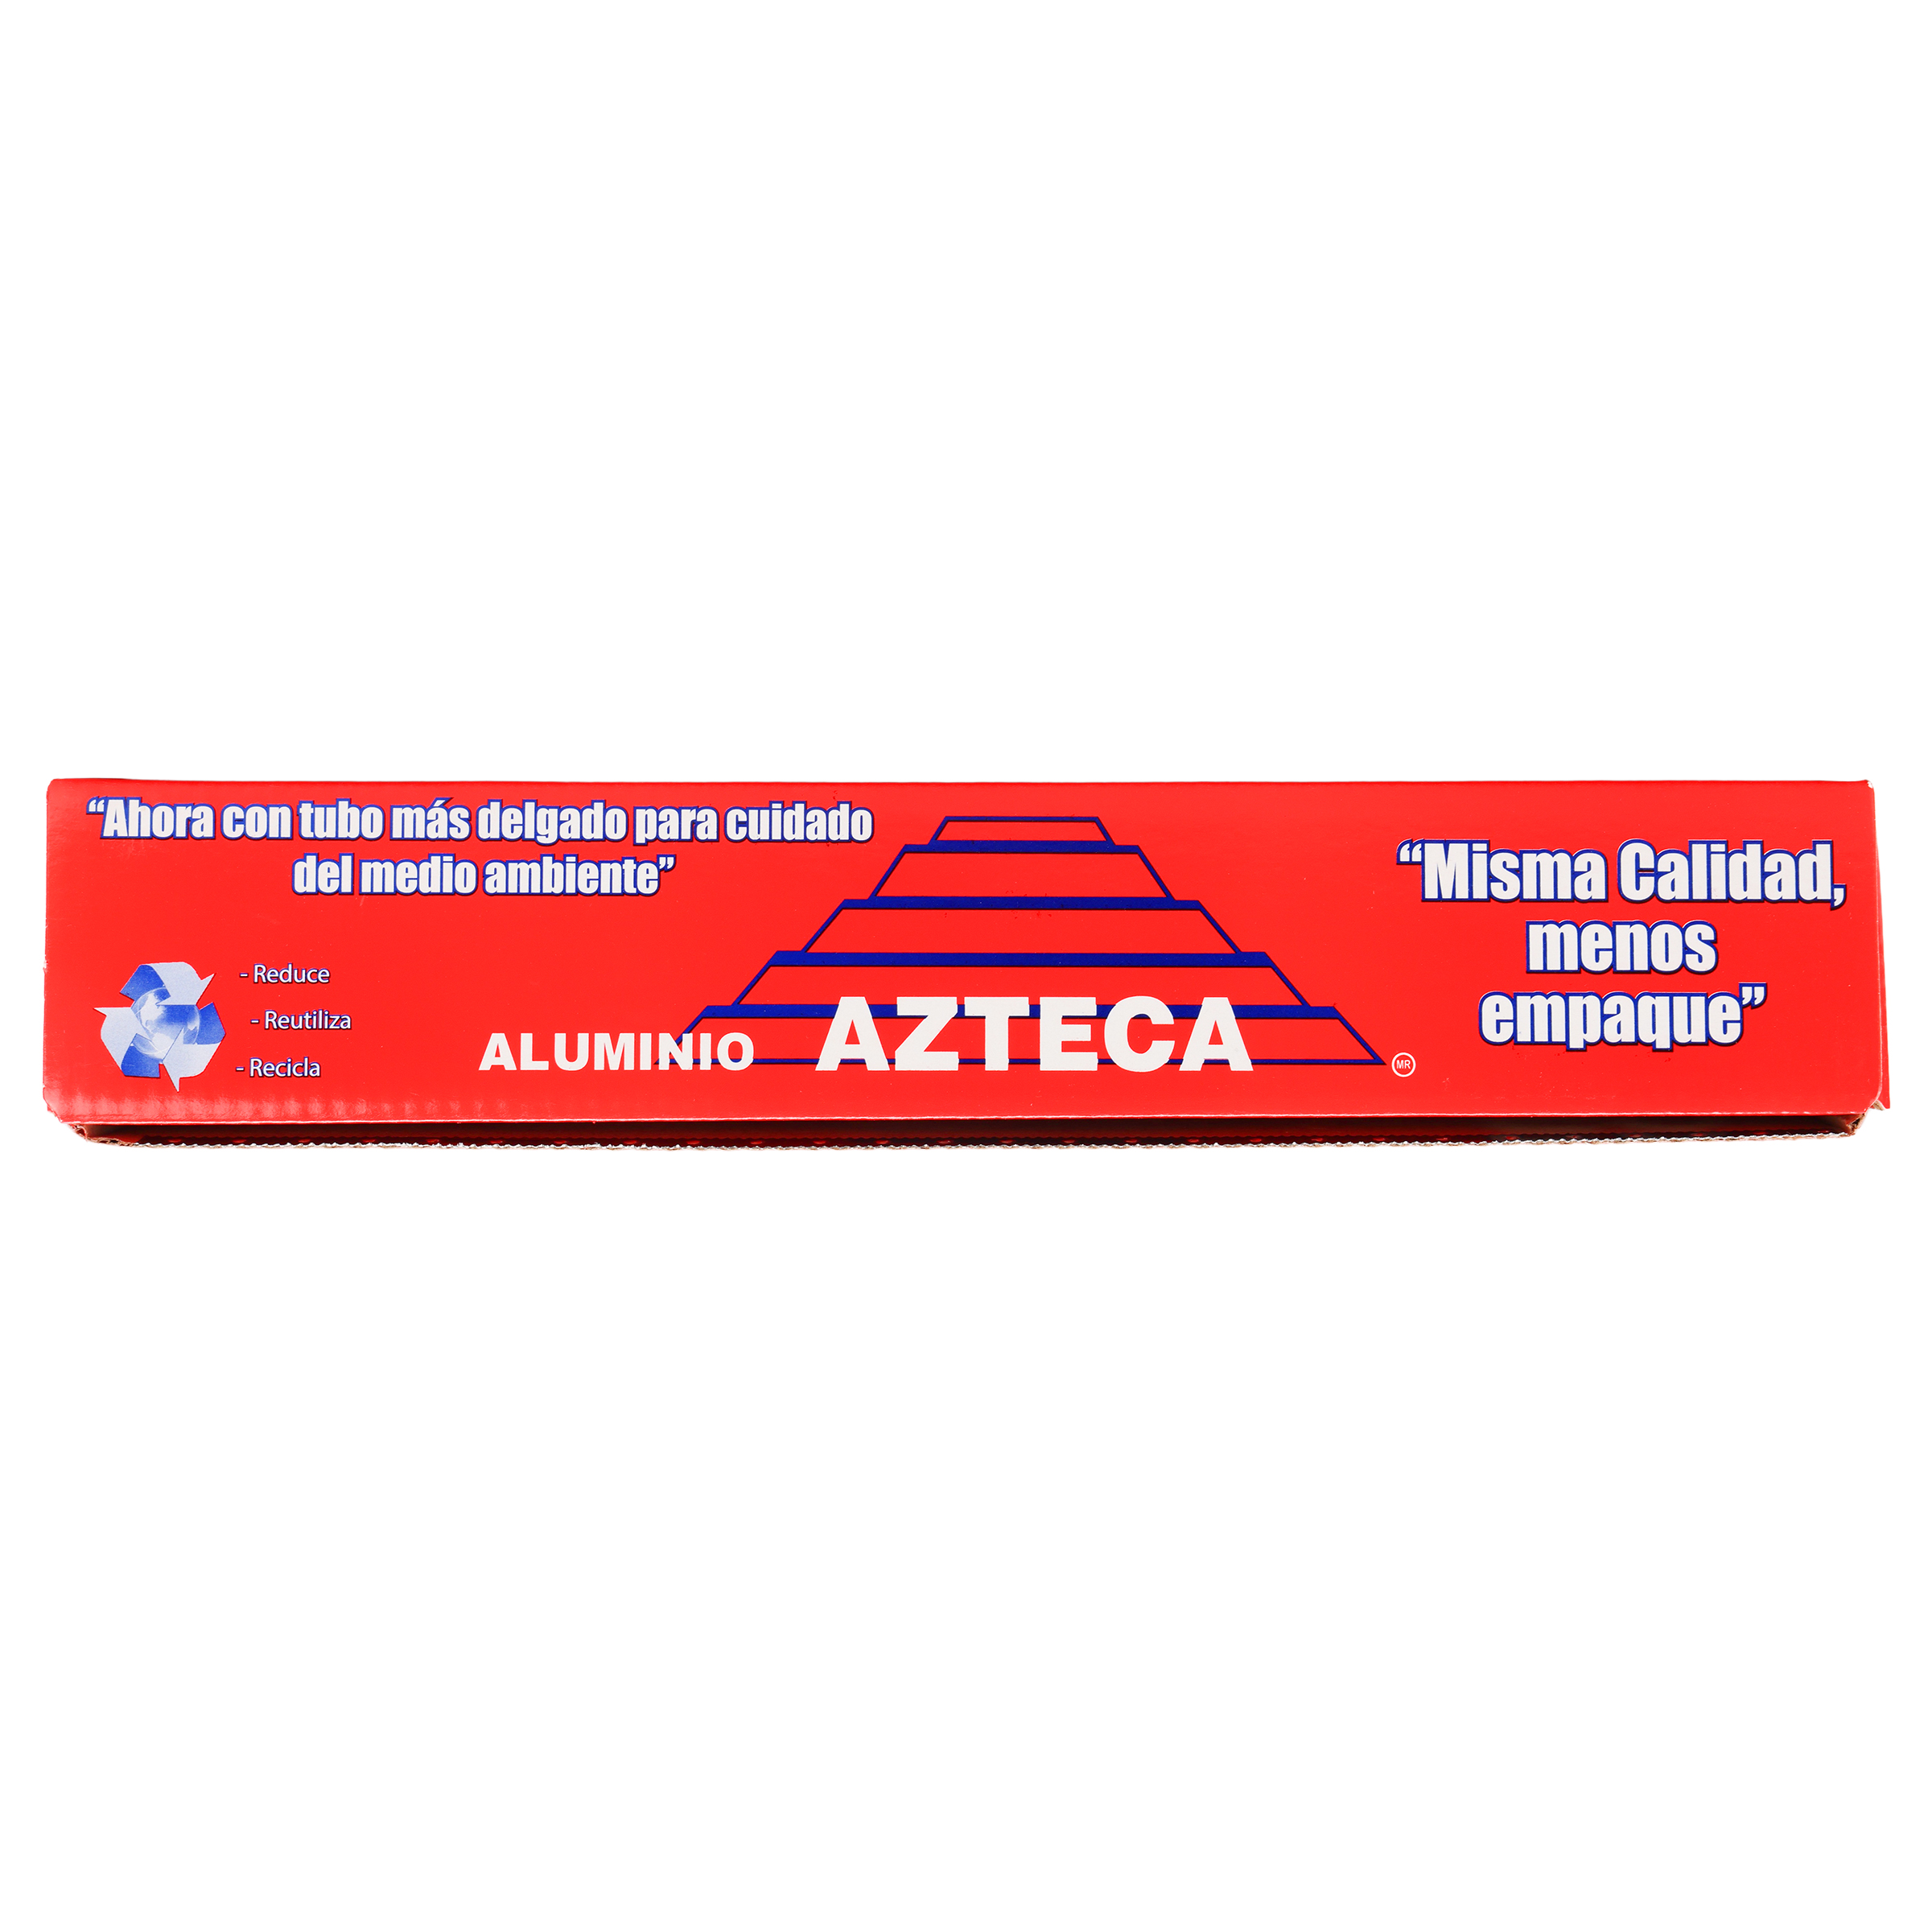 “Ahora con tubo más delgado para cuidado
del medio ambiente”
- Reduce
- Reutiliza
- Recicla
ALUMINIO AZTECA
MR
“Misma Calidad,
menos
empaque”